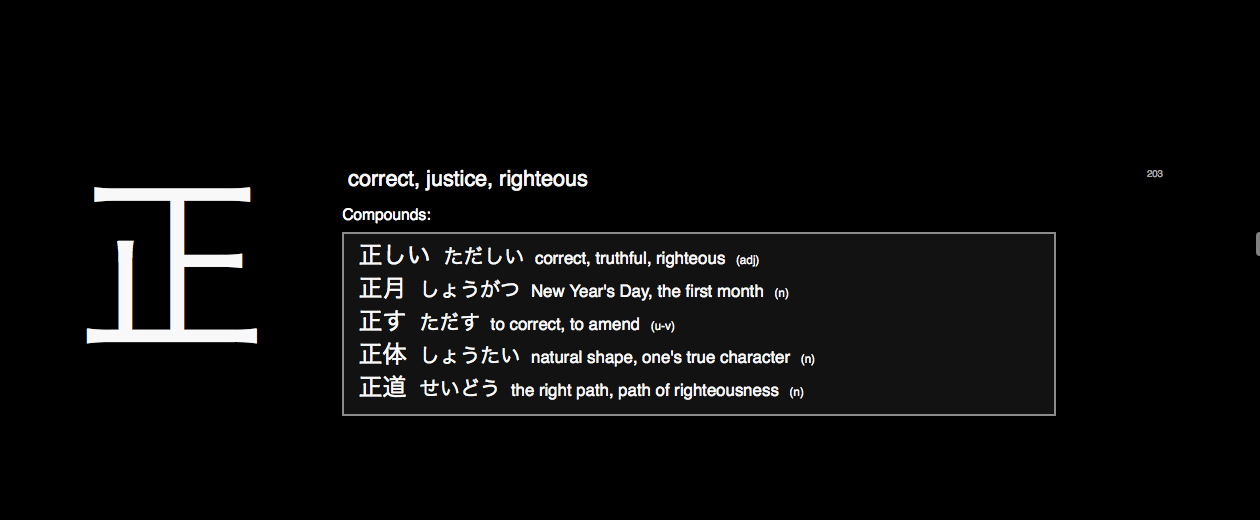 正
correct, justice, righteous
203
Compounds:
正しい ただしい correct, truthful, righteous (adj)
正月 しょうがつ New Year's Day, the first month (n)
正す ただす to correct, to amend (u-v)
正体 しょうたい natural shape, one's true character (n)
正道 せいどう the right path, path of righteousness (n)